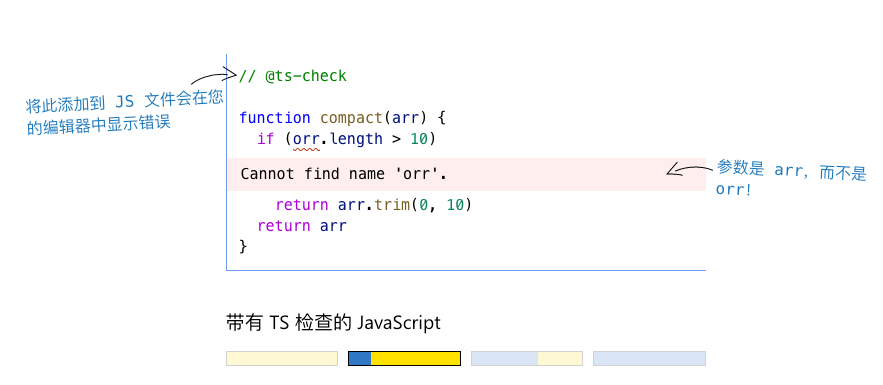 将此添加到 JS 文件会在您
的编辑器中显示错误
// @ts-check
function compact(arr) {
if (orr.length > 10)
Cannot find name 'orr'.
参数是 arr,而不是
orr!
return arr.trim(0, 10)
return arr
}
带有 TS 检查的 JavaScript